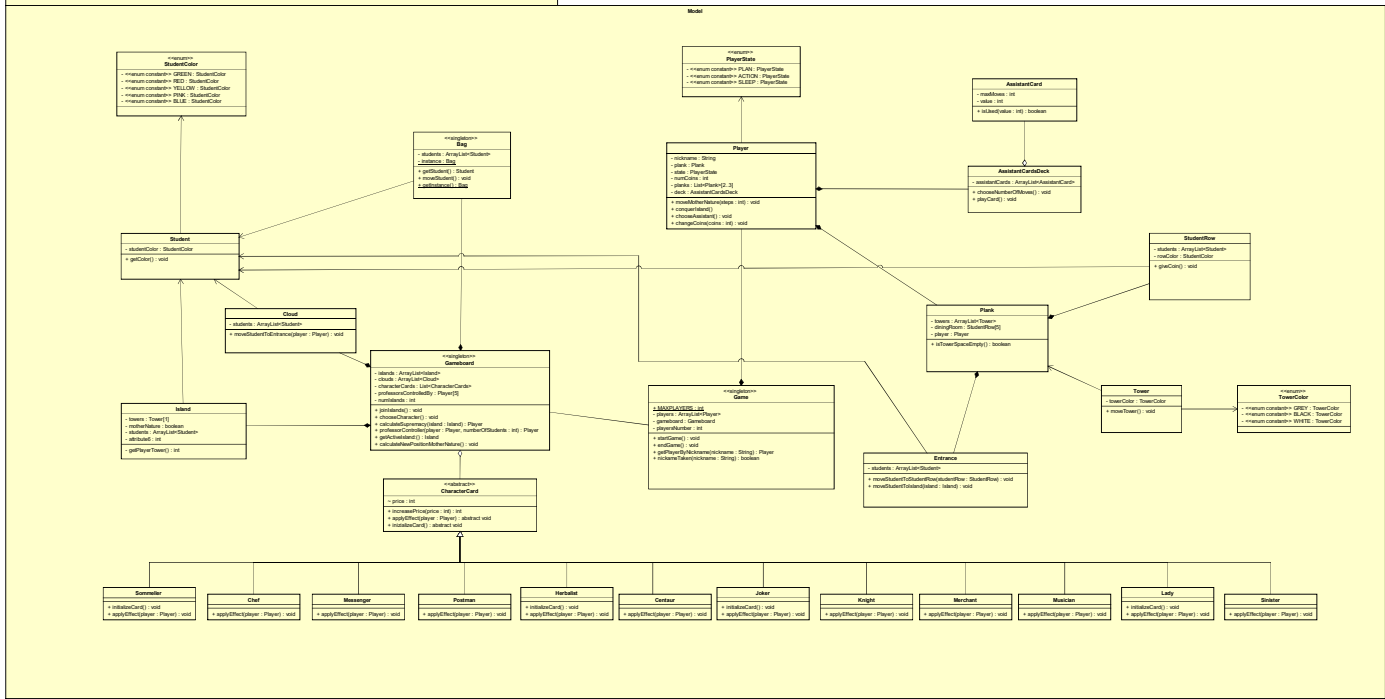 Model
<<enum>>
StudentColor
- <<enum constant>> GREEN : StudentColor
- <<enum constant>> RED : StudentColor
- <<enum constant>> YELLOW : StudentColor
- <<enum constant>> PINK : StudentColor
- <<enum constant>> BLUE : StudentColor
<<enum>>
PlayerState
- <<enum constant>> PLAN : PlayerState
- <<enum constant>> ACTION : PlayerState
- <<enum constant>> SLEEP : PlayerState
AssistantCard
- maxMoves : int
- value : int
+ isUsed(value : int) : boolean
<<singleton>>
Bag
- students : ArrayList<Student>
- instance : Bag
+ getStudent() : Student
+ moveStudent() : void
+ getInstance() : Bag
Player
- nickname : String
- plank : Plank
- state : PlayerState
- numCoins : int
- planks : List<Plank>[2..3]
- deck : AssistantCardsDeck
+ moveMotherNature(steps : int) : void
+ conquerIsland()
+ chooseAssistant() : void
+ changeCoins(coins : int) : void
AssistantCardsDeck
- assistantCards : ArrayList<AssistantCard>
+ chooseNumberOfMoves() : void
+ playCard() : void
Student
- studentColor : StudentColor
+ getColor() : void
StudentRow
- students : ArrayList<Student>
- rowColor : StudentColor
+ giveCoin() : void
Cloud
- students : ArrayList<Student>
+ moveStudentToEntrance(player : Player) : void
Plank
- towers : ArrayList<Tower>
- diningRoom : StudentRow[5]
- player : Player
+ isTowerSpaceEmpty() : boolean
<<singleton>>
Gameboard
- islands : ArrayList<Island>
- clouds : ArrayList<Cloud>
- characterCards : List<CharacterCards>
- professorsControlledBy : Player[5]
- numIslands : int
+ joinIslands() : void
+ chooseCharacter() : void
+ calculateSupremacy(island : Island) : Player
+ professorController(player : Player, numberOfStudents : int) : Player
+ getActiveIsland() : Island
+ calculateNewPositionMotherNature() : void
<<singleton>>
Game
+ MAXPLAYERS : int
- players : ArrayList<Player>
- gameboard : Gameboard
- playersNumber : int
+ startGame() : void
+ endGame() : void
+ getPlayerByNickname(nickname : String) : Player
+ nicknameTaken(nickname : String) : boolean
Tower
- towerColor : TowerColor
+ moveTower() : void
<<enum>>
TowerColor
- <<enum constant>> GREY : TowerColor
- <<enum constant>> BLACK : TowerColor
- <<enum constant>> WHITE : TowerColor
Island
- towers : Tower[1]
- motherNature : boolean
- students : ArrayList<Student>
- attribute6 : int
- getPlayerTower() : int
Entrance
- students : ArrayList<Student>
+ moveStudentToStudentRow(studentRow : StudentRow) : void
+ moveStudentToIsland(island : Island) : void
<<abstract>>
CharacterCard
~ price : int
+ increasePrice(price : int) : int
+ applyEffect(player : Player) : abstract void
+ inizializeCard() : abstract void
Sommelier
+ initializeCard() : void
+ applyEffect(player : Player) : void
Chef
+ applyEffect(player : Player) : void
Messenger
+ applyEffect(player : Player) : void
Postman
+ applyEffect(player : Player) : void
Herbalist
+ initializeCard() : void
+ applyEffect(player : Player) : void
Centaur
+ applyEffect(player : Player) : void
Joker
+ initializeCard() : void
+ applyEffect(player : Player) : void
Knight
+ applyEffect(player : Player) : void
Merchant
+ applyEffect(player : Player) : void
Musician
+ applyEffect(player : Player) : void
Lady
+ initializeCard() : void
+ applyEffect(player : Player) : void
Sinister
+ applyEffect(player : Player) : void